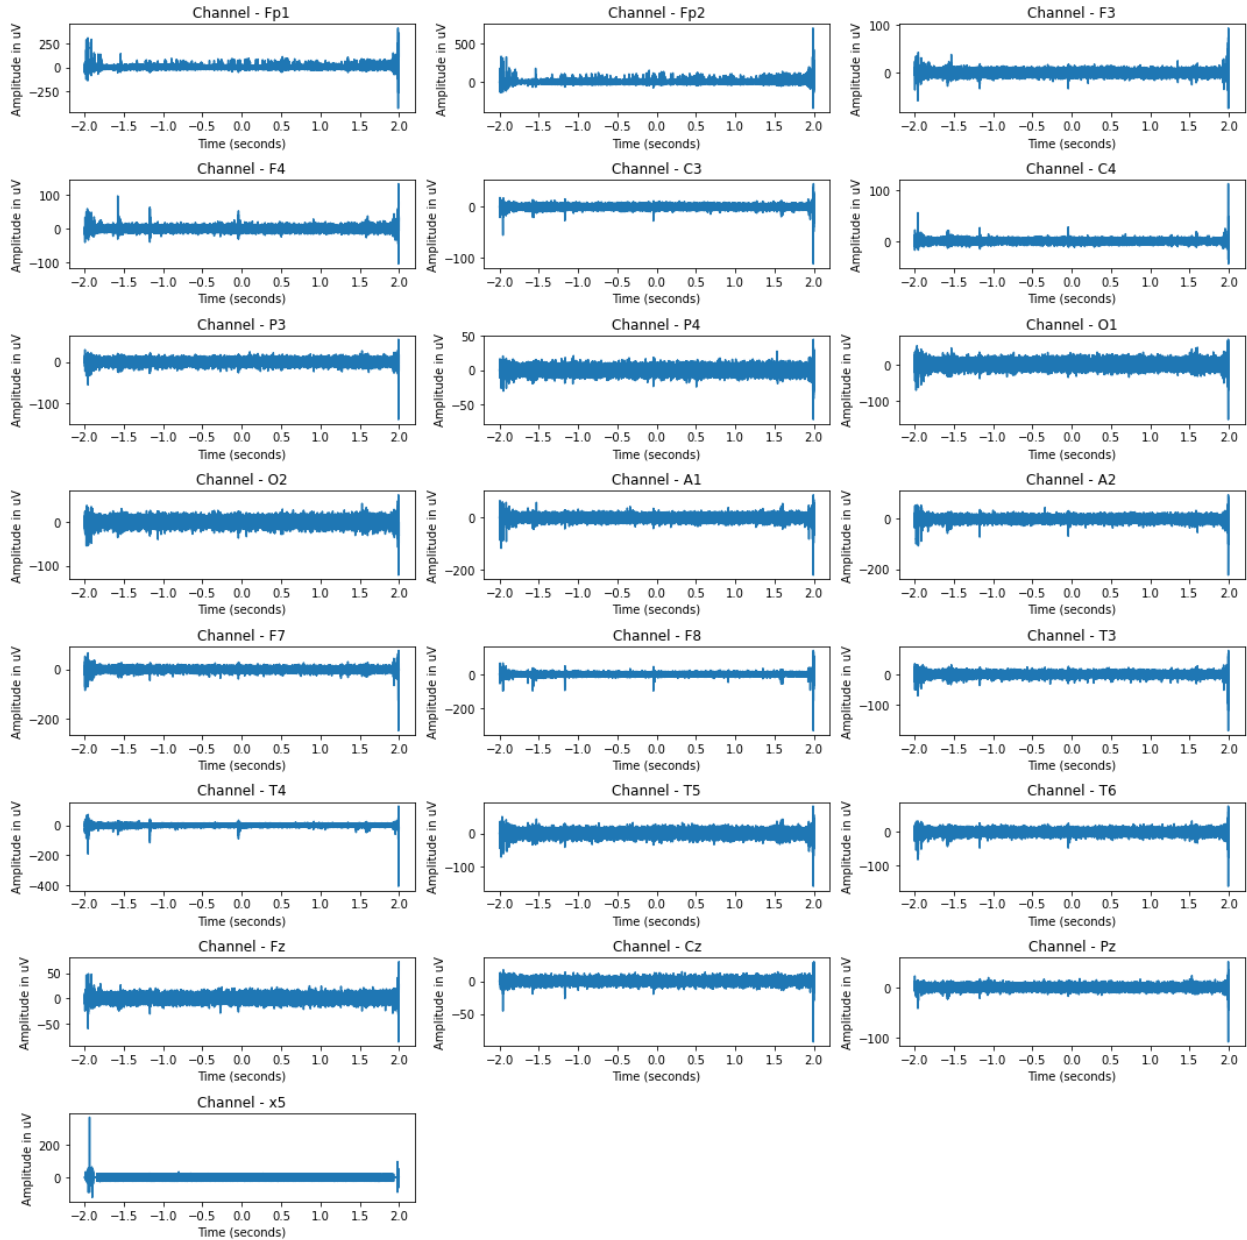 Channel - Fp1
Amplitude in uV
250
0
−250
−2.0 −1.5 −1.0 −0.5 0.0 0.5 1.0 1.5 2.0
Time (seconds)
Channel - Fp2
Amplitude in uV
500
0
−2.0 −1.5 −1.0 −0.5 0.0 0.5 1.0 1.5 2.0
Time (seconds)
Channel - F3
Amplitude in uV
100
0
−2.0 −1.5 −1.0 −0.5 0.0 0.5 1.0 1.5 2.0
Time (seconds)
Channel - F4
Amplitude in uV
100
0
−100
−2.0 −1.5 −1.0 −0.5 0.0 0.5 1.0 1.5 2.0
Time (seconds)
Channel - C3
Amplitude in uV
0
−100
−2.0 −1.5 −1.0 −0.5 0.0 0.5 1.0 1.5 2.0
Time (seconds)
Channel - C4
Amplitude in uV
100
0
−2.0 −1.5 −1.0 −0.5 0.0 0.5 1.0 1.5 2.0
Time (seconds)
Channel - P3
Amplitude in uV
0
−100
−2.0 −1.5 −1.0 −0.5 0.0 0.5 1.0 1.5 2.0
Time (seconds)
Channel - P4
Amplitude in uV
50
0
−50
−2.0 −1.5 −1.0 −0.5 0.0 0.5 1.0 1.5 2.0
Time (seconds)
Channel - O1
Amplitude in uV
0
−100
−2.0 −1.5 −1.0 −0.5 0.0 0.5 1.0 1.5 2.0
Time (seconds)
Channel - O2
Amplitude in uV
0
−100
−2.0 −1.5 −1.0 −0.5 0.0 0.5 1.0 1.5 2.0
Time (seconds)
Channel - A1
Amplitude in uV
0
−200
−2.0 −1.5 −1.0 −0.5 0.0 0.5 1.0 1.5 2.0
Time (seconds)
Channel - A2
Amplitude in uV
0
−200
−2.0 −1.5 −1.0 −0.5 0.0 0.5 1.0 1.5 2.0
Time (seconds)
Channel - F7
Amplitude in uV
0
−200
−2.0 −1.5 −1.0 −0.5 0.0 0.5 1.0 1.5 2.0
Time (seconds)
Channel - F8
Amplitude in uV
0
−200
−2.0 −1.5 −1.0 −0.5 0.0 0.5 1.0 1.5 2.0
Time (seconds)
Channel - T3
Amplitude in uV
0
−100
−2.0 −1.5 −1.0 −0.5 0.0 0.5 1.0 1.5 2.0
Time (seconds)
Channel - T4
Amplitude in uV
0
−200
−400
−2.0 −1.5 −1.0 −0.5 0.0 0.5 1.0 1.5 2.0
Time (seconds)
Channel - T5
Amplitude in uV
0
−100
−2.0 −1.5 −1.0 −0.5 0.0 0.5 1.0 1.5 2.0
Time (seconds)
Channel - T6
Amplitude in uV
0
−100
−2.0 −1.5 −1.0 −0.5 0.0 0.5 1.0 1.5 2.0
Time (seconds)
Channel - Fz
Amplitude in uV
50
0
−50
−2.0 −1.5 −1.0 −0.5 0.0 0.5 1.0 1.5 2.0
Time (seconds)
Channel - Cz
Amplitude in uV
0
−50
−2.0 −1.5 −1.0 −0.5 0.0 0.5 1.0 1.5 2.0
Time (seconds)
Channel - Pz
Amplitude in uV
0
−100
−2.0 −1.5 −1.0 −0.5 0.0 0.5 1.0 1.5 2.0
Time (seconds)
Channel - x5
Amplitude in uV
200
0
−2.0 −1.5 −1.0 −0.5 0.0 0.5 1.0 1.5 2.0
Time (seconds)